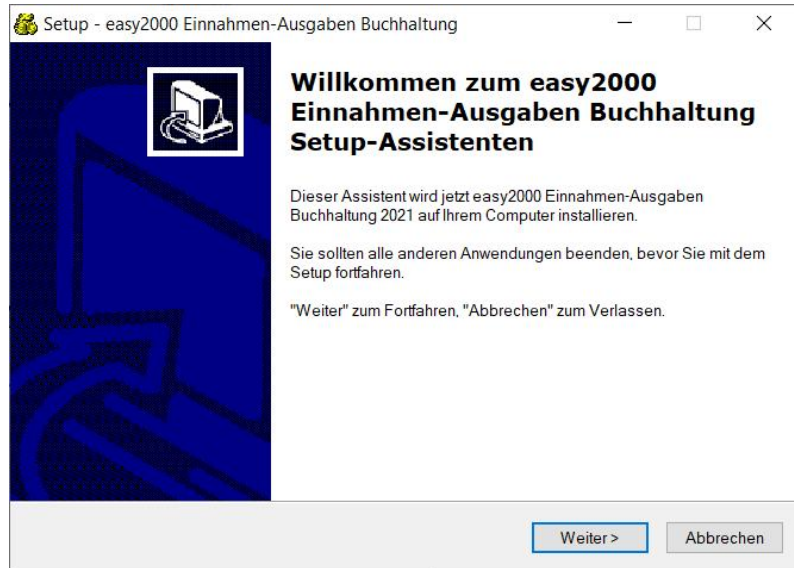 Setup - easy2000 Einnahmen-Ausgaben Buchhaltung
Willkommen zum easy2000
Einnahmen-Ausgaben Buchhaltung
Setup-Assistenten
Dieser Assistent wird jetzt easy2000 Einnahmen-Ausgaben
Buchhaltung 2021 auf Ihrem Computer installieren.
Sie sollten alle anderen Anwendungen beenden, bevor Sie mit dem
Setup fortfahren.
"Weiter" zum Fortfahren, "Abbrechen" zum Verlassen.
Weiter >
Abbrechen